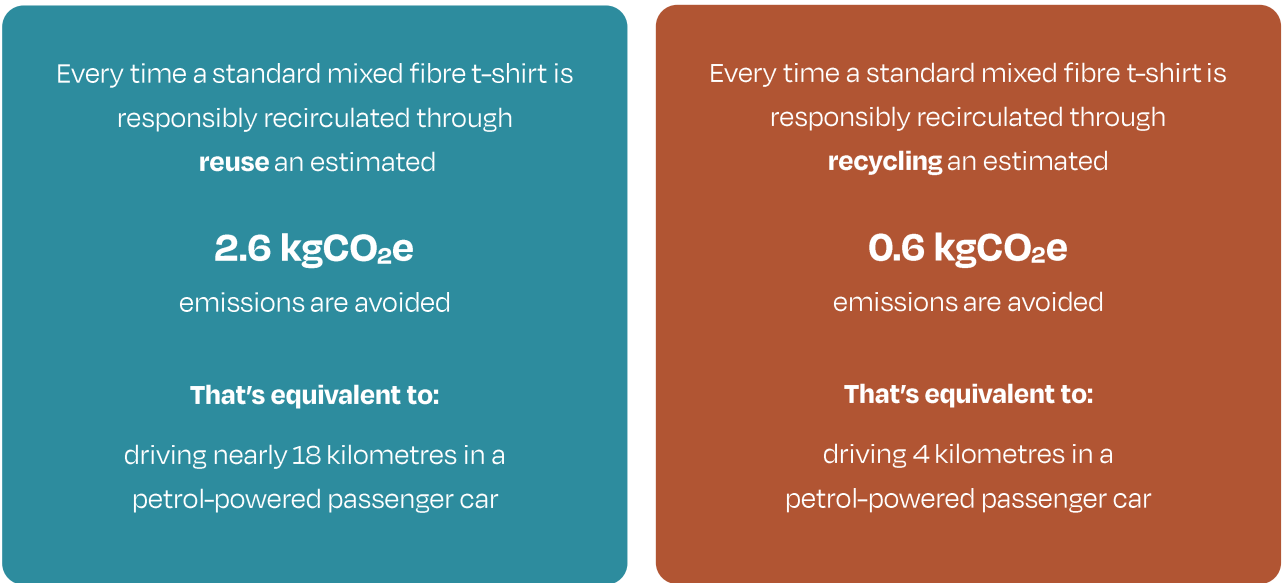 Every time a standard mixed fibre t-shirt is
responsibly recirculated through
reuse an estimated
2.6 kgCO₂e
emissions are avoided
That’s equivalent to:
driving nearly 18 kilometres in a
petrol-powered passenger car
Every time a standard mixed fibre t-shirt is
responsibly recirculated through
recycling an estimated
0.6 kgCO₂e
emissions are avoided
That’s equivalent to:
driving 4 kilometres in a
petrol-powered passenger car